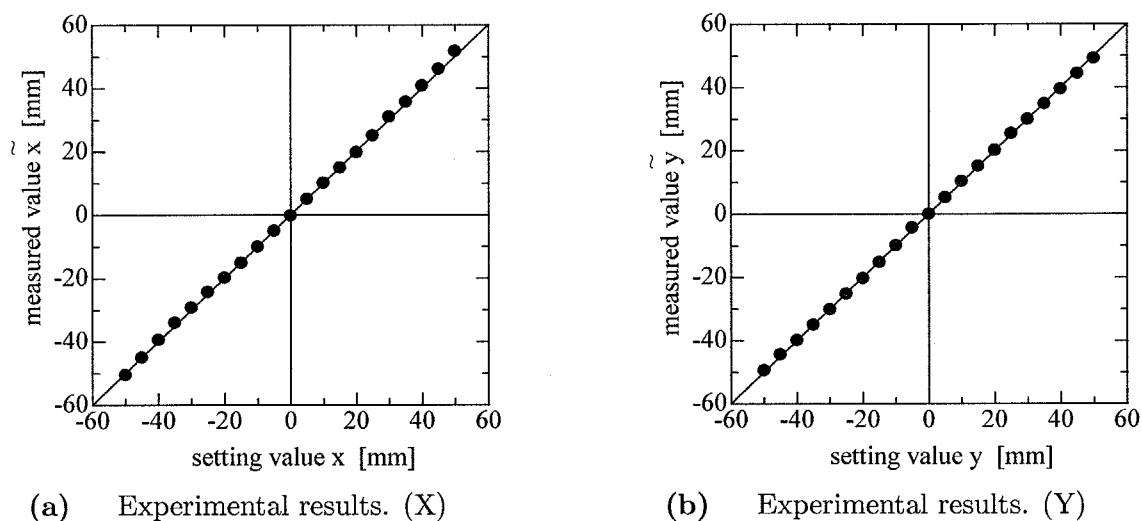 60
40
20
0
-20
-40
-60
-60 -40 -20 0 20 40 60
measured value x̃ [mm]
setting value x [mm]
(a) Experimental results. (X)
60
40
20
0
-20
-40
-60
-60 -40 -20 0 20 40 60
measured value ỹ [mm]
setting value y [mm]
(b) Experimental results. (Y)